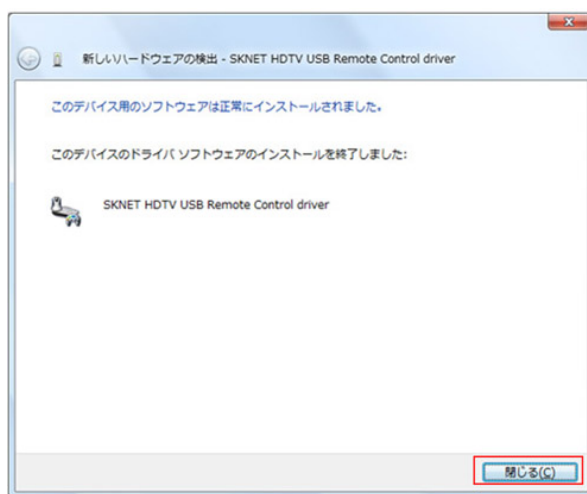 新しいハードウェアの検出 - SKNET HDTV USB Remote Control driver
このデバイス用のソフトウェアは正常にインストールされました。
このデバイスのドライバ ソフトウェアのインストールを終了しました:
SKNET HDTV USB Remote Control driver
閉じる(C)